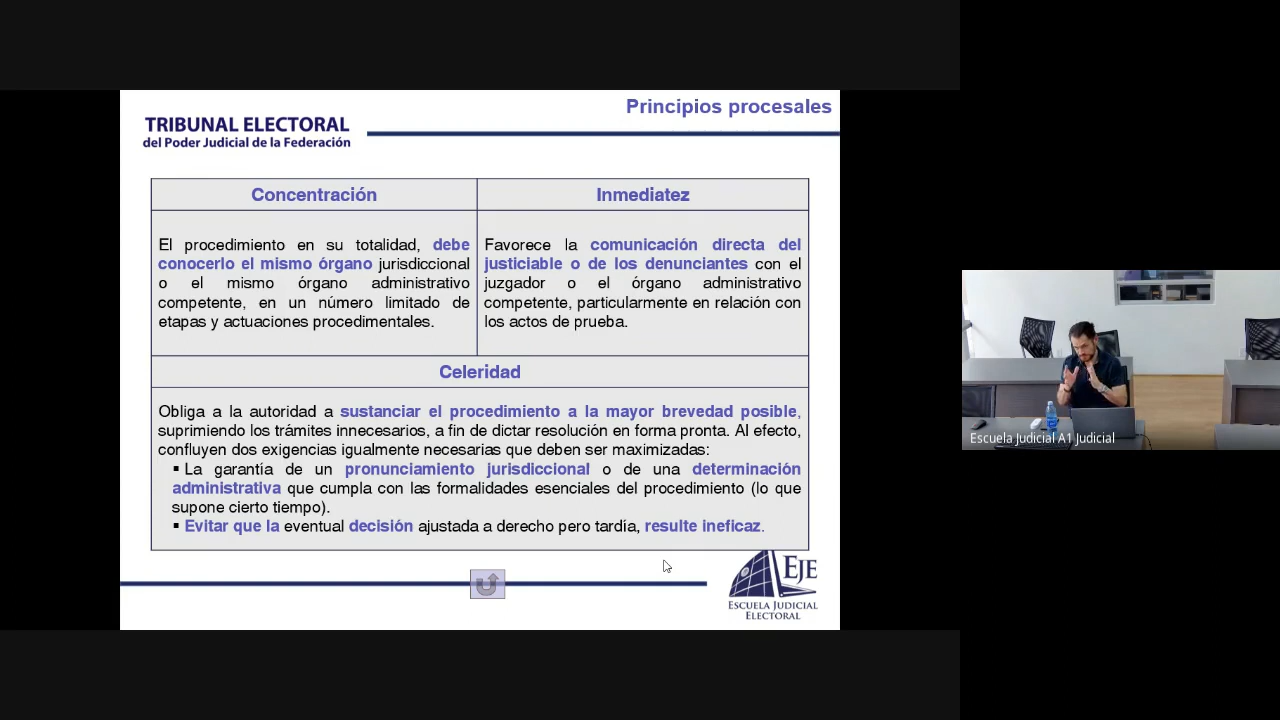 Principios procesales
TRIBUNAL ELECTORAL
del Poder Judicial de la Federación
Concentración
El procedimiento en su totalidad, debe
conocerlo el mismo órgano jurisdiccional
o el mismo órgano administrativo
competente, en un número limitado de
etapas y actuaciones procedimentales.
Inmediatez
Favorece la comunicación directa del
justiciable o de los denunciantes con el
juzgador o el órgano administrativo
competente, particularmente en relación con
los actos de prueba.
Celeridad
Obliga a la autoridad a sustanciar el procedimiento a la mayor brevedad posible,
suprimiendo los trámites innecesarios, a fin de dictar resolución en forma pronta. Al efecto,
confluyen dos exigencias igualmente necesarias que deben ser maximizadas:
▪ La garantía de un pronunciamiento jurisdiccional o de una determinación
administrativa que cumpla con las formalidades esenciales del procedimiento (lo que
supone cierto tiempo).
▪ Evitar que la eventual decisión ajustada a derecho pero tardía, resulte ineficaz.
EJE
ESCUELA JUDICIAL
ELECTORAL
Escuela Judicial A1 Judicial